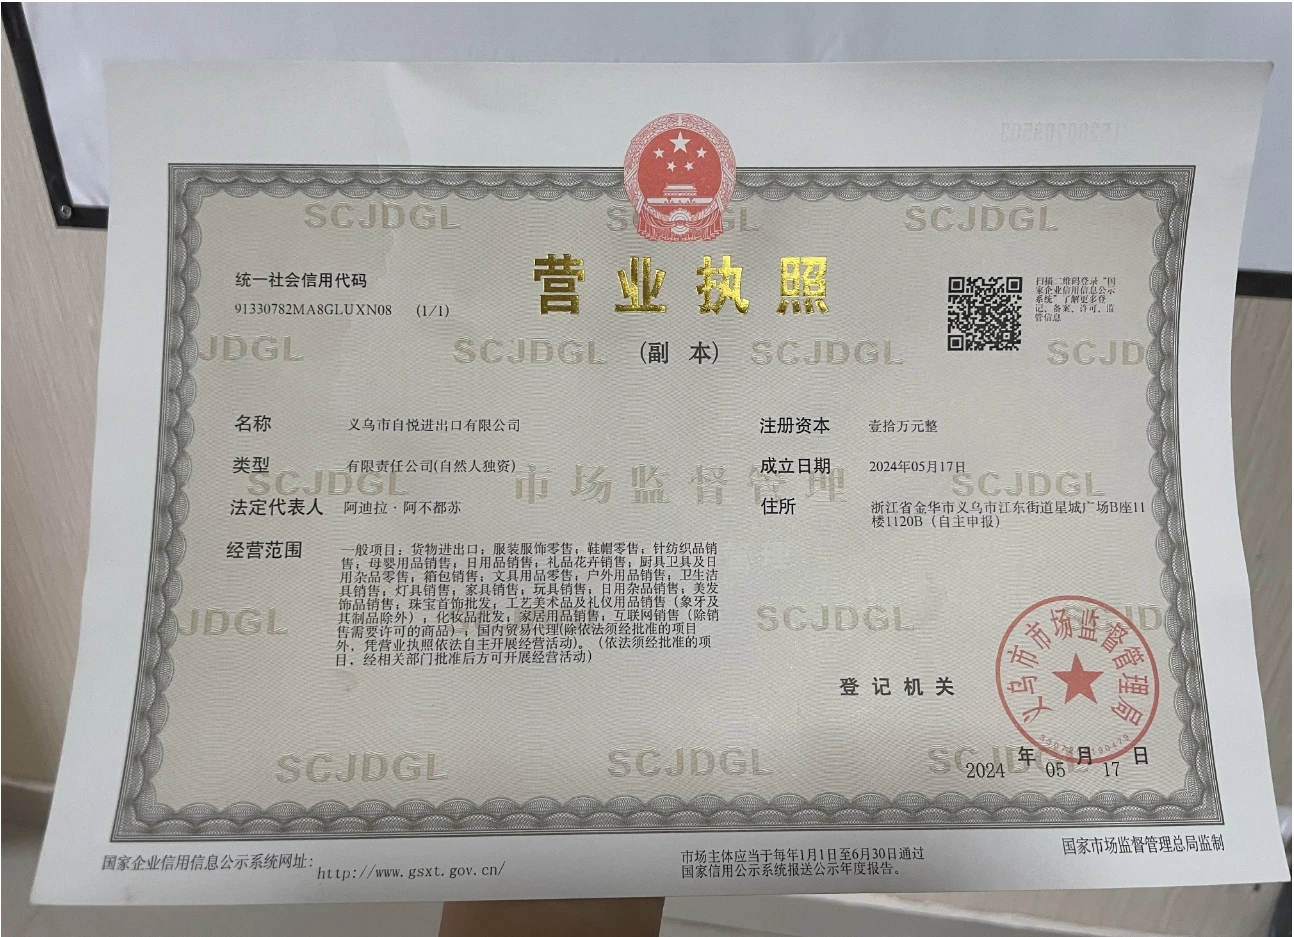 SCJDGL SCJDGL
营业执照
(副 本)
统一社会信用代码
91330782MA8GLUXN08 (1/1)
扫描二维码登录“国
家企业信用信息公示
系统”了解更多登
记、备案、许可、监
管信息
JDGL SCJDGL SCJDGL SCJD
名称 义乌市自悦进出口有限公司
类型 有限责任公司(自然人独资)
法定代表人 阿迪拉·阿不都苏
经营范围 一般项目：货物进出口；服装服饰零售；鞋帽零售；针纺织品销
售；母婴用品销售；日用品销售；礼品花卉销售；厨具卫具及日
用杂品零售；箱包销售；文具用品零售；户外用品销售；卫生洁
具销售；灯具销售；家具销售；玩具销售；日用杂品销售；美发
饰品销售；珠宝首饰批发；工艺美术品及礼仪用品销售（象牙及
其制品除外）；化妆品批发；家居用品销售；互联网销售（除销
售需要许可的商品）；国内贸易代理(除依法须经批准的项目
外，凭营业执照依法自主开展经营活动)。（依法须经批准的项
目，经相关部门批准后方可开展经营活动）
注册资本 壹拾万元整
成立日期 2024年05月17日
住所 浙江省金华市义乌市江东街道星城广场B座11
楼1120B（自主申报）
SCJDGL 市场监督管理 SCJDGL
JDGL SCJDGL
登记机关
义乌市市场监督管理局
2024 年 05 月 17 日
SCJDGL SCJDGL
国家企业信用信息公示系统网址：http://www.gsxt.gov.cn/
市场主体应当于每年1月1日至6月30日通过
国家信用公示系统报送公示年度报告。
国家市场监督管理总局监制